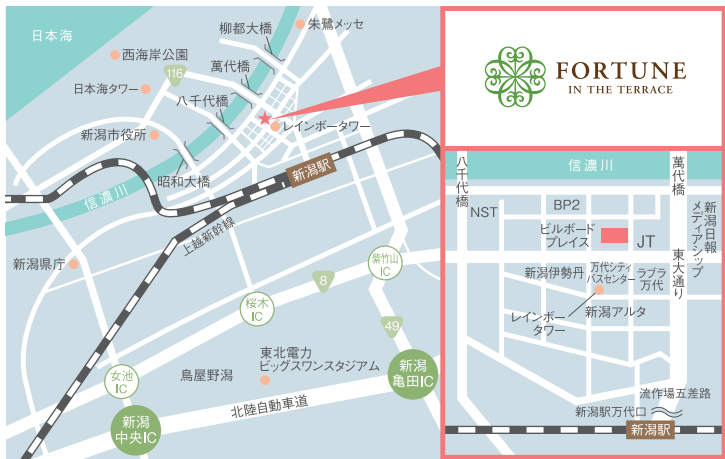 日本海
西海岸公園
日本海タワー
新潟市役所
116
柳都大橋
萬代橋
八千代橋
昭和大橋
朱鷺メッセ
レインボータワー
信濃川
新潟駅
上越新幹線
新潟県庁
紫竹山
IC
8
桜木
IC
49
女池
IC
鳥屋野潟
東北電力
ビッグスワンスタジアム
新潟
亀田IC
新潟
中央IC
北陸自動車道
FORTUNE
IN THE TERRACE
八千代橋
信濃川
萬代橋
NST
BP2
ビルボード
プレイス
JT
新潟日報
メディアシップ
東大通り
新潟伊勢丹
万代シティ
バスセンター
ラブラ
万代
レインボー
タワー
新潟アルタ
流作場五差路
新潟駅万代口
新潟駅